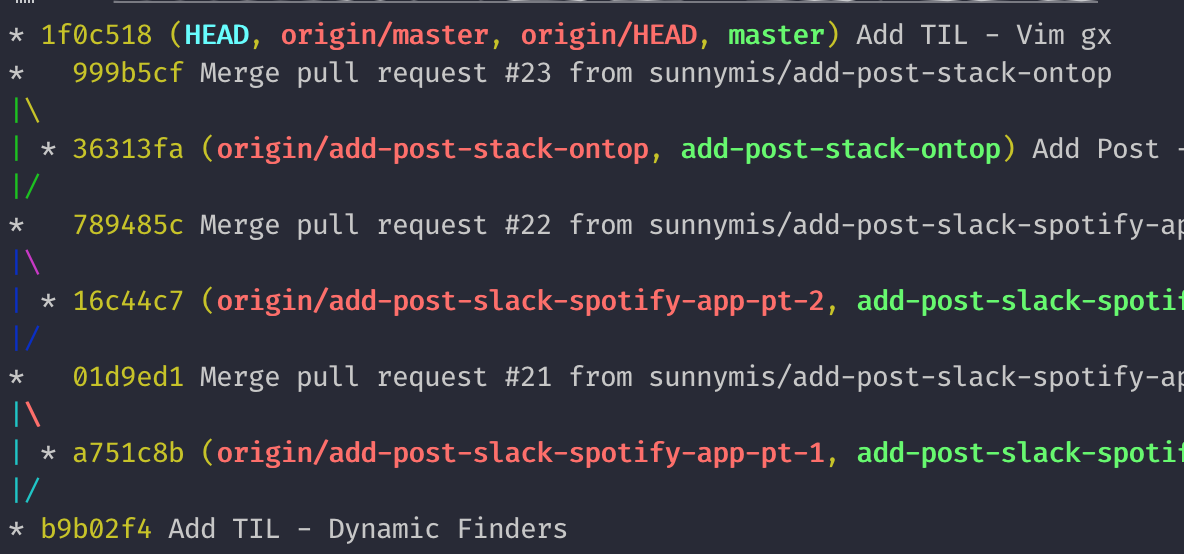 * 1f0c518 (HEAD, origin/master, origin/HEAD, master) Add TIL - Vim gx
*   999b5cf Merge pull request #23 from sunnymis/add-post-stack-ontop
|\
| * 36313fa (origin/add-post-stack-ontop, add-post-stack-ontop) Add Post -
|/
*   789485c Merge pull request #22 from sunnymis/add-post-slack-spotify-ap
|\
| * 16c44c7 (origin/add-post-slack-spotify-app-pt-2, add-post-slack-spotif
|/
*   01d9ed1 Merge pull request #21 from sunnymis/add-post-slack-spotify-ap
|\
| * a751c8b (origin/add-post-slack-spotify-app-pt-1, add-post-slack-spotif
|/
* b9b02f4 Add TIL - Dynamic Finders